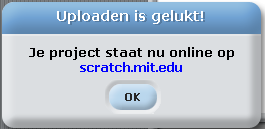 Uploaden is gelukt!
Je project staat nu online op
scratch.mit.edu
OK